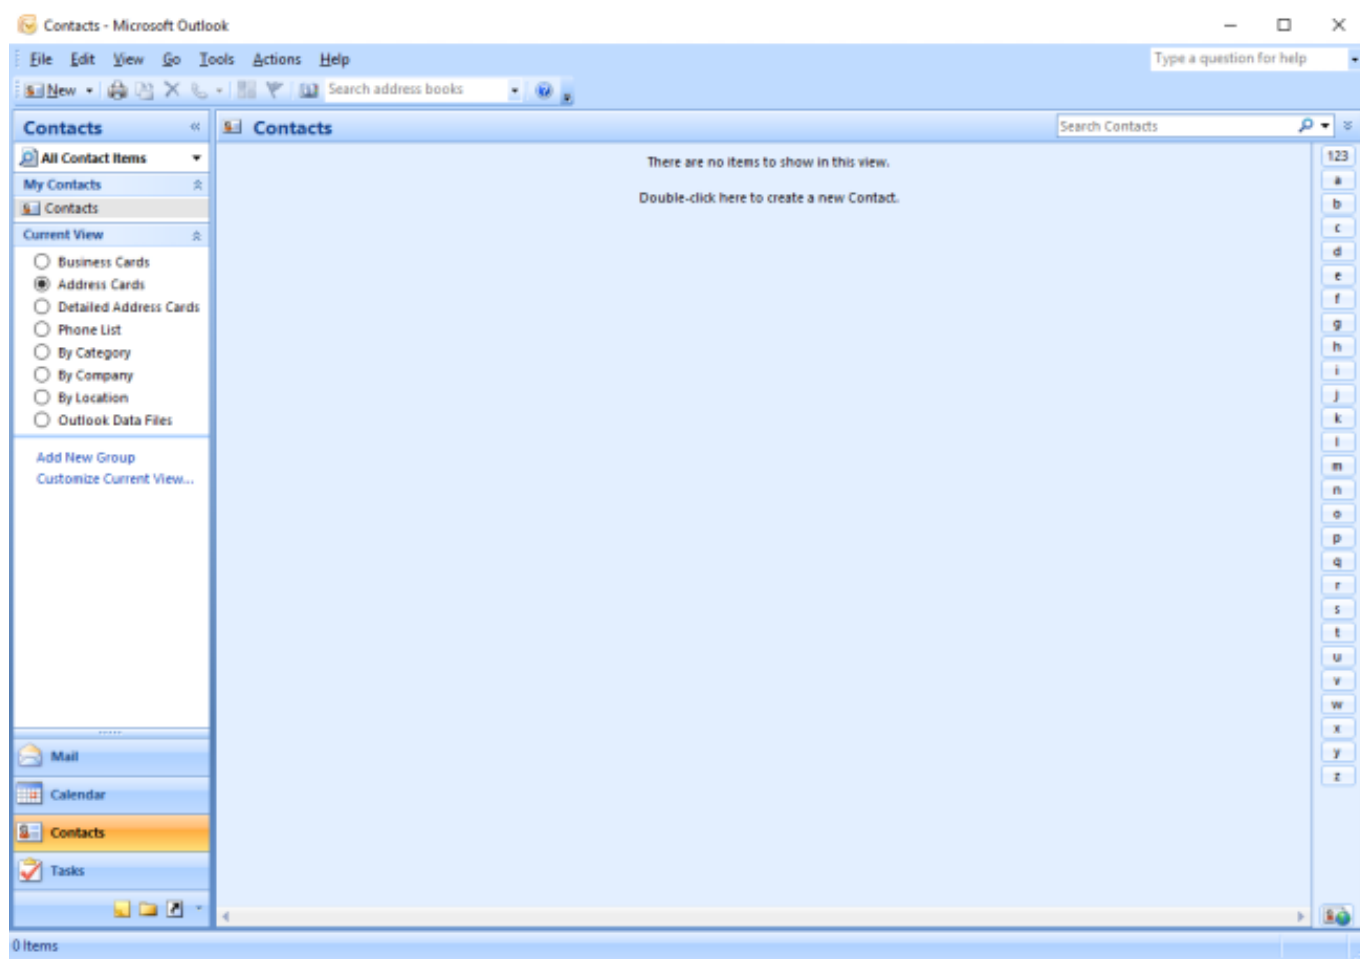 Contacts - Microsoft Outlook
File Edit View Go Tools Actions Help
Type a question for help
New
Search address books
Contacts
Contacts
Search Contacts
All Contact Items
My Contacts
Contacts
Current View
Business Cards
Address Cards
Detailed Address Cards
Phone List
By Category
By Company
By Location
Outlook Data Files
Add New Group
Customize Current View...
Mail
Calendar
Contacts
Tasks
There are no items to show in this view.
Double-click here to create a new Contact.
123
a
b
c
d
e
f
g
h
i
j
k
l
m
n
o
p
q
r
s
t
u
v
w
x
y
z
0 Items